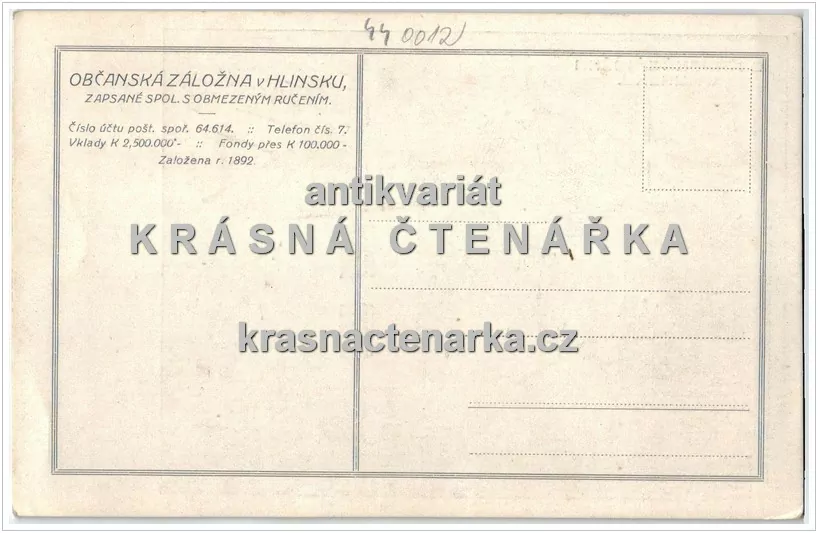 44 0012
OBČANSKÁ ZÁLOŽNA v HLINSKU,
ZAPSANÉ SPOL. S OBMEZENÝM RUČENÍM.
Číslo účtu pošt. spoř. 64.614. :: Telefon čís. 7.
Vklady K 2,500.000·- :: Fondy přes K 100.000-
Založena r. 1892.
antikvariát
KRÁSNÁ ČTENÁŘKA
krasnactenarka.cz